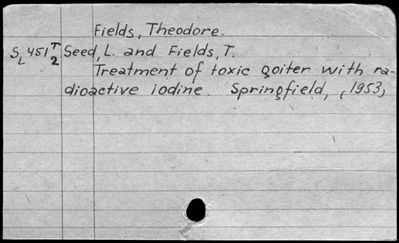 Fields, Theodore.
SL451 T2 Seed, L. and Fields, T.
Treatment of toxic goiter with ra-
dioactive iodine Springfield, (1953)